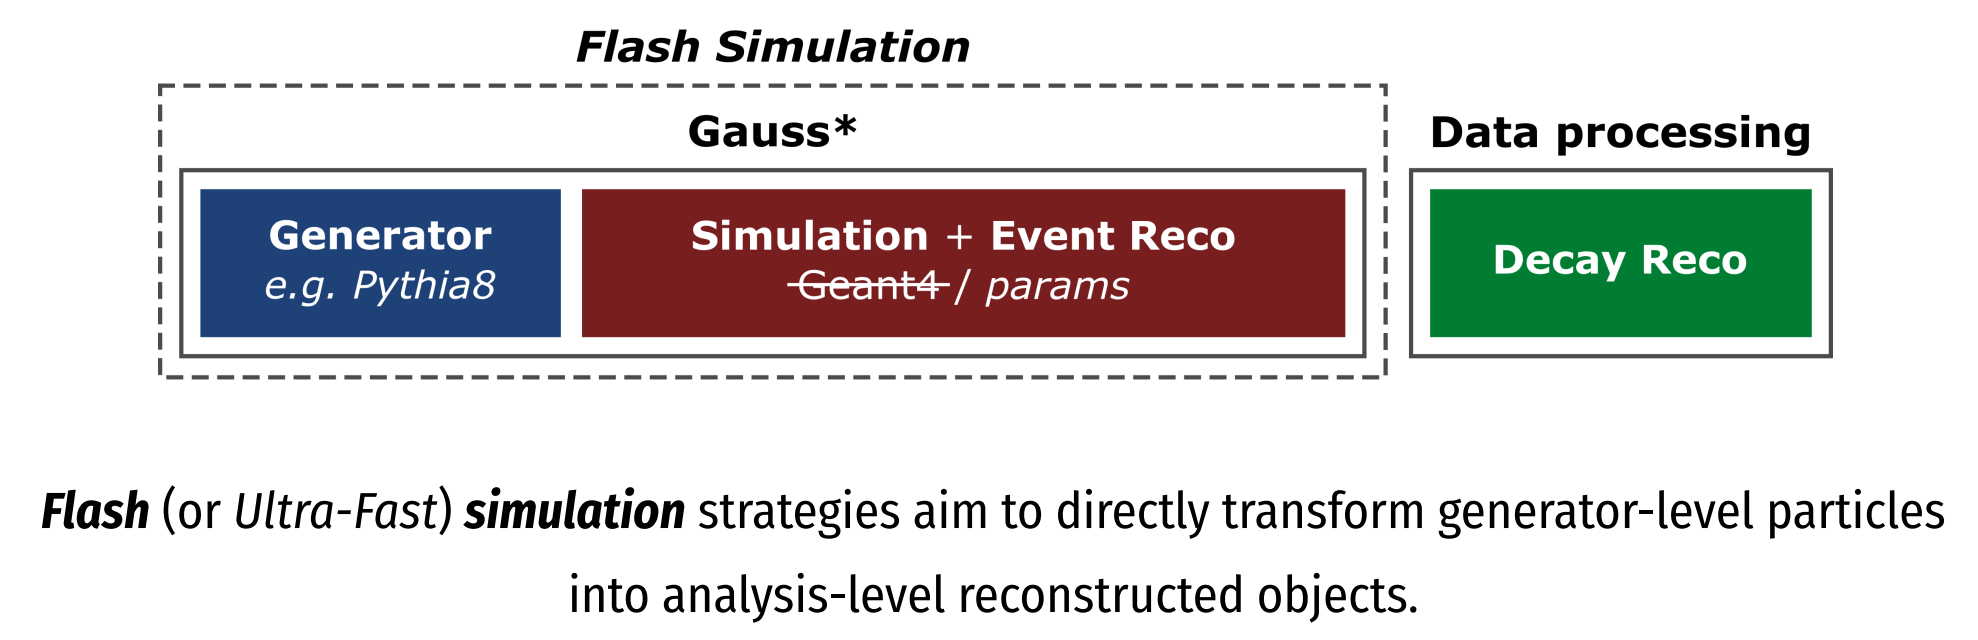 Flash Simulation
Gauss*
Data processing
Generator
e.g. Pythia8
Simulation + Event Reco
Geant4 / params
Decay Reco
Flash (or Ultra-Fast) simulation strategies aim to directly transform generator-level particles
into analysis-level reconstructed objects.